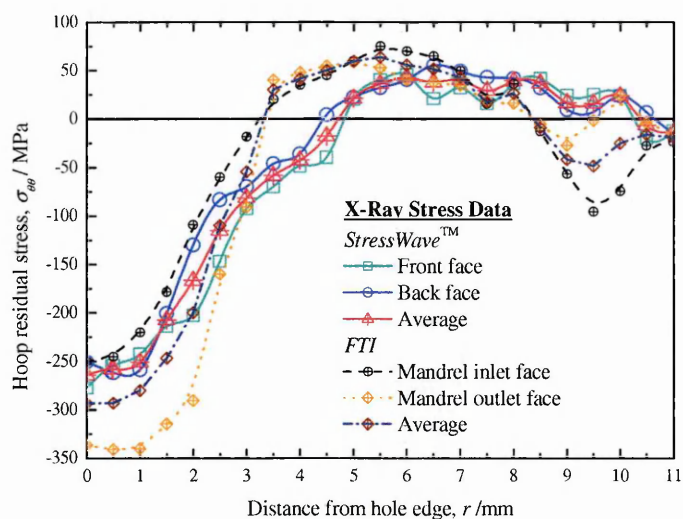 100
50
0
-50
-100
-150
-200
-250
-300
-350
Hoop residual stress, σθθ / MPa
X-Ray Stress Data
StressWave™
Front face
Back face
Average
FTI
Mandrel inlet face
Mandrel outlet face
Average
0 1 2 3 4 5 6 7 8 9 10 11
Distance from hole edge, r /mm